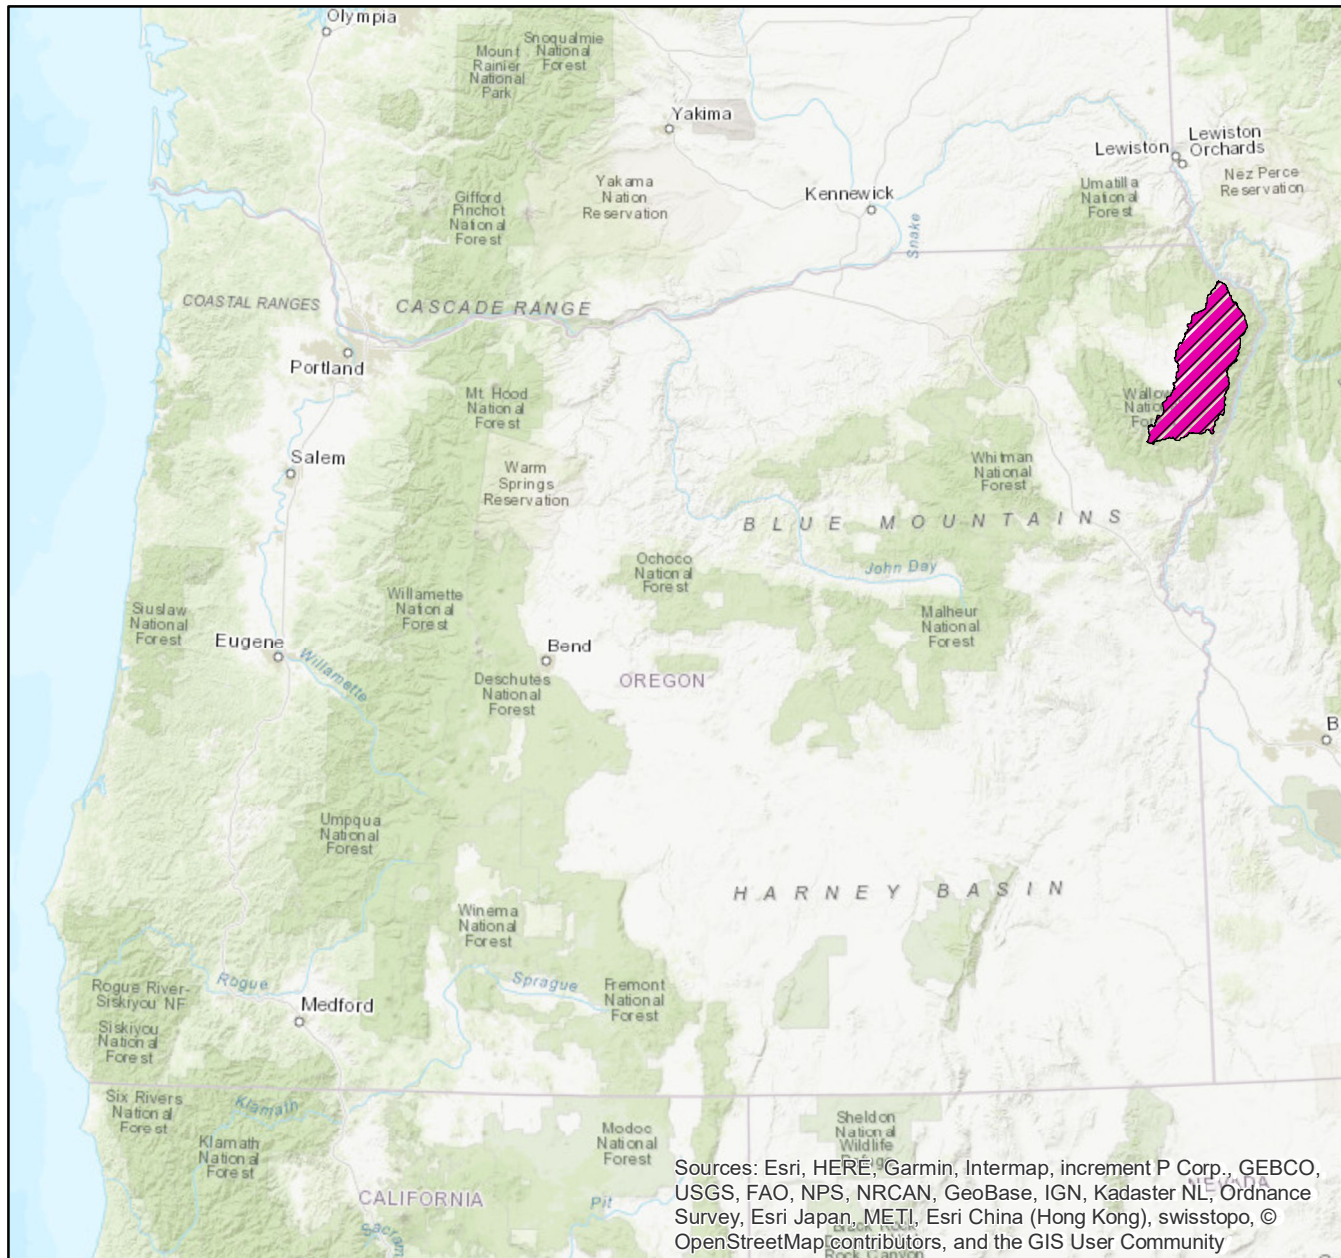 Olympia
Snoqualmie
National
Forest
Mount
Rainier
National
Park
Yakima
Lewiston
Orchards
Lewiston
Nez Perce
Reservation
Umatilla
National
Forest
Yakama
Nation
Reservation
Kennewick
Gifford
Pinchot
National
Forest
Snake
COASTAL RANGES
CASCADE RANGE
Portland
Mt. Hood
National
Forest
Salem
Warm
Springs
Reservation
Whitman
National
Forest
BLUE MOUNTAINS
Ochoco
National
Forest
John Day
Willamette
National
Forest
Siuslaw
National
Forest
Malheur
National
Forest
Eugene
Willamette
Bend
Deschutes
National
Forest
OREGON
B
Umpqua
National
Forest
HARNEY BASIN
Winema
National
Forest
Rogue River-
Siskiyou NF
Rogue
Sprague
Fremont
National
Forest
Medford
Siskiyou
National
Forest
Six Rivers
National
Forest
Klamath
Klamath
National
Forest
Modoc
National
Forest
Sheldon
National
Wildlife
CALIFORNIA
Pit
NEVADA
Sources: Esri, HERE, Garmin, Intermap, increment P Corp., GEBCO,
USGS, FAO, NPS, NRCAN, GeoBase, IGN, Kadaster NL, Ordnance
Survey, Esri Japan, METI, Esri China (Hong Kong), swisstopo, ©
OpenStreetMap contributors, and the GIS User Community